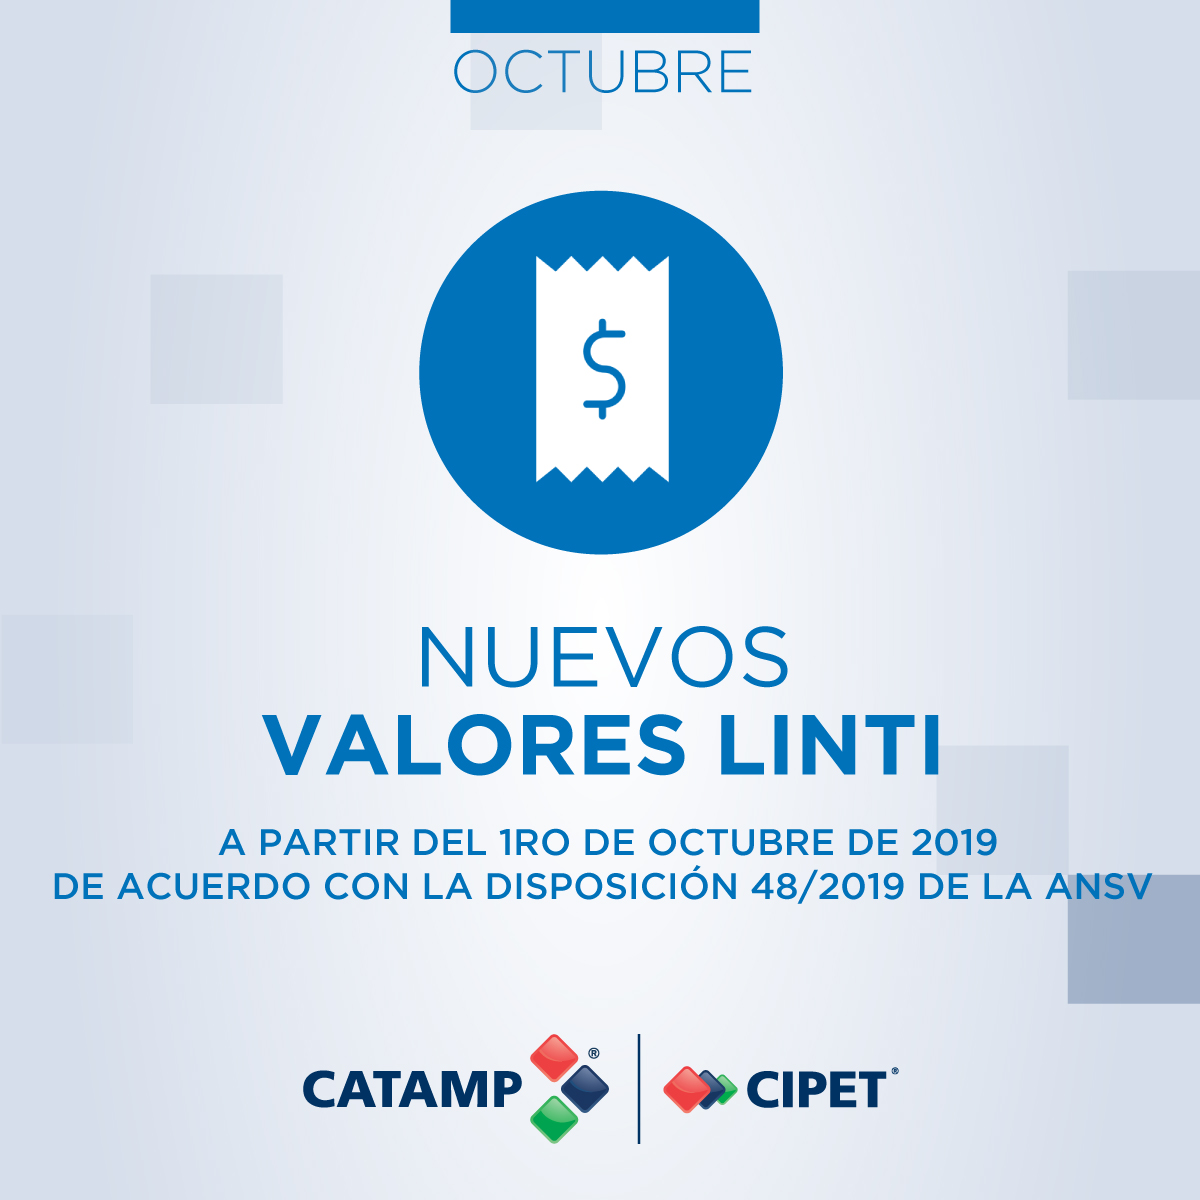 OCTUBRE
$
NUEVOS
VALORES LINTI
A PARTIR DEL 1RO DE OCTUBRE DE 2019
DE ACUERDO CON LA DISPOSICIÓN 48/2019 DE LA ANSV
CATAMP® CIPET®